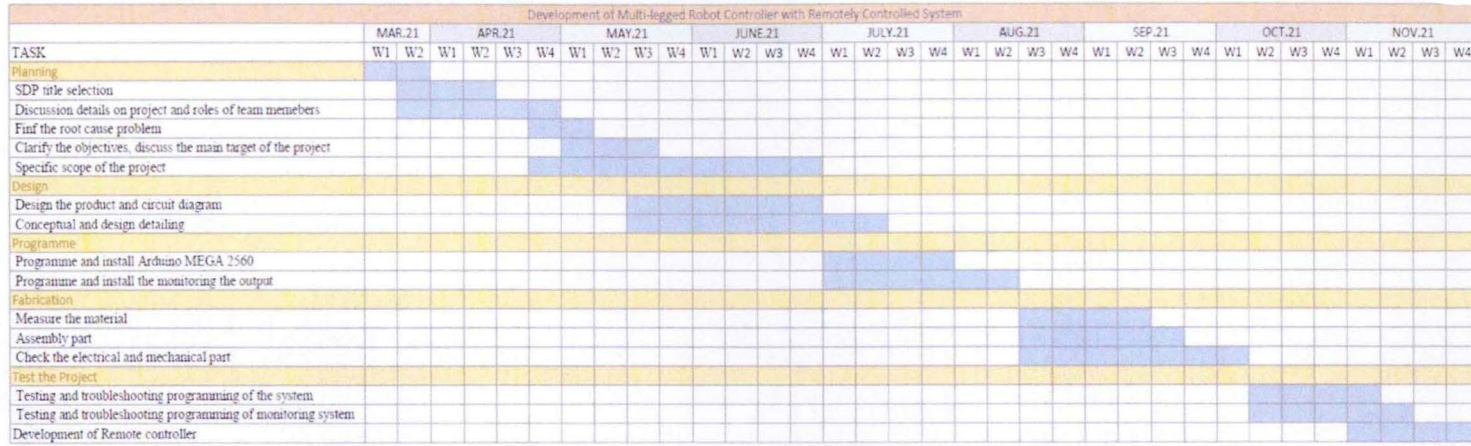 Development of Multi-legged Robot Controller with Remotely Controlled System
MAR.21 APR.21 MAY.21 JUNE.21 JULY.21 AUG.21 SEP.21 OCT.21 NOV.21
TASK W1 W2 W1 W2 W3 W4 W1 W2 W3 W4 W1 W2 W3 W4 W1 W2 W3 W4 W1 W2 W3 W4 W1 W2 W3 W4 W1 W2 W3 W4 W1 W2 W3 W4
Planning
SDP title selection
Discussion details on project and roles of team memebers
Finf the root cause problem
Clarify the objectives, discuss the main target of the project
Specific scope of the project
Design
Design the product and circuit diagram
Conceptual and design detailing
Programme
Programme and install Arduino MEGA 2560
Programme and install the monitoring the output
Fabrication
Measure the material
Assembly part
Check the electrical and mechanical part
Test the Project
Testing and troubleshooting programming of the system
Testing and troubleshooting programming of monitoring system
Development of Remote controller